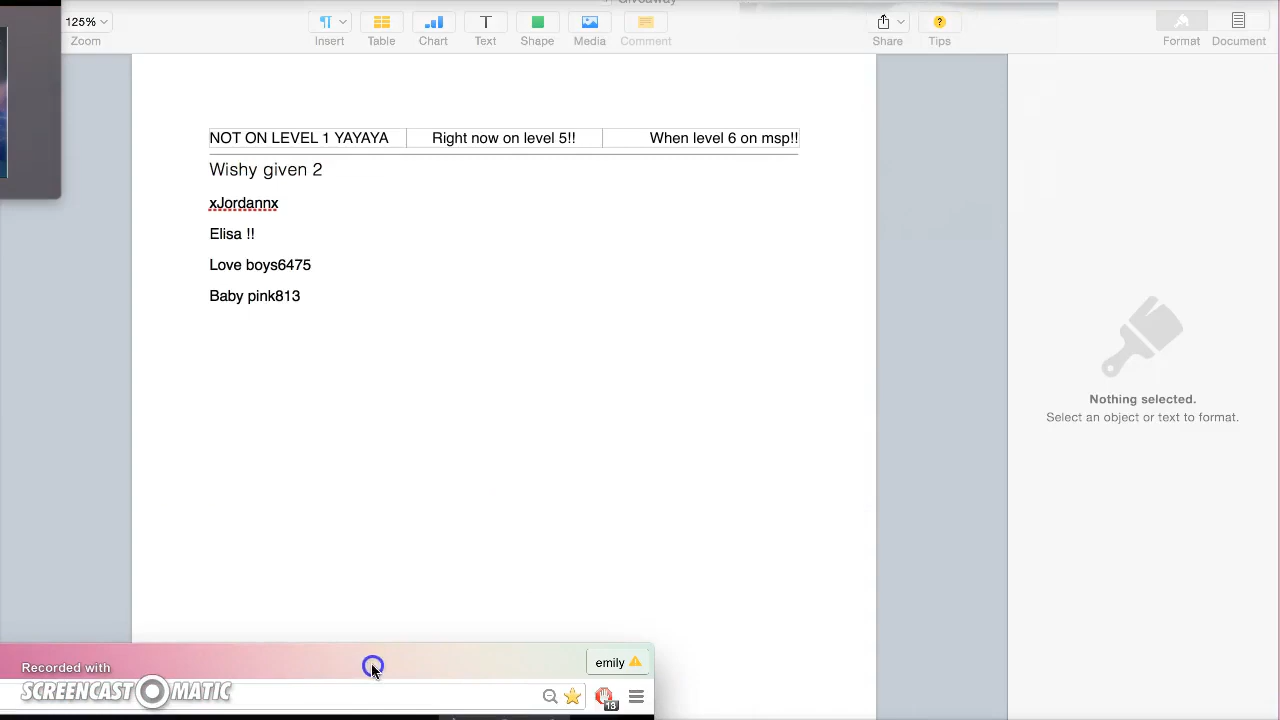 Giveaway
125%
Zoom
Insert
Table
Chart
Text
Shape
Media
Comment
Share
Tips
Format
Document
NOT ON LEVEL 1 YAYAYA Right now on level 5!! When level 6 on msp!!
Wishy given 2
xJordannx
Elisa !!
Love boys6475
Baby pink813
Nothing selected.
Select an object or text to format.
emily
Recorded with
SCREENCAST MATIC
13